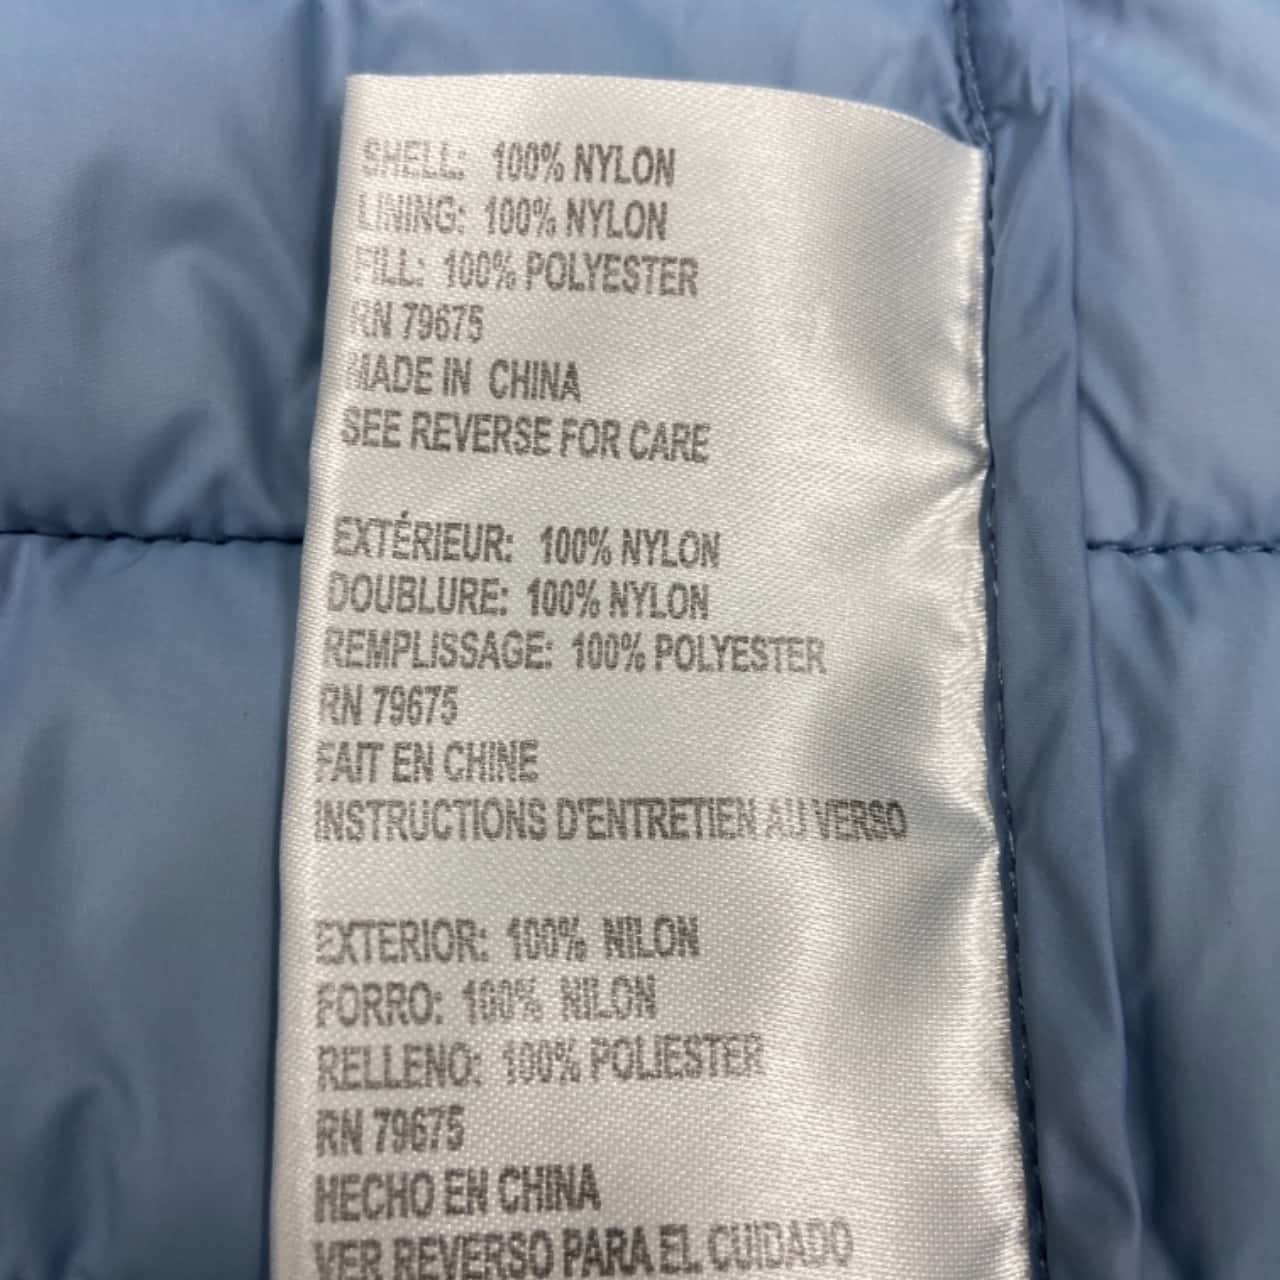 SHELL: 100% NYLON
LINING: 100% NYLON
FILL: 100% POLYESTER
RN 79675
MADE IN CHINA
SEE REVERSE FOR CARE
EXTÉRIEUR: 100% NYLON
DOUBLURE: 100% NYLON
REMPLISSAGE: 100% POLYESTER
RN 79675
FAIT EN CHINE
INSTRUCTIONS D'ENTRETIEN AU VERSO
EXTERIOR: 100% NILON
FORRO: 100% NILON
RELLENO: 100% POLIESTER
RN 79675
HECHO EN CHINA
VER REVERSO PARA EL CUIDADO